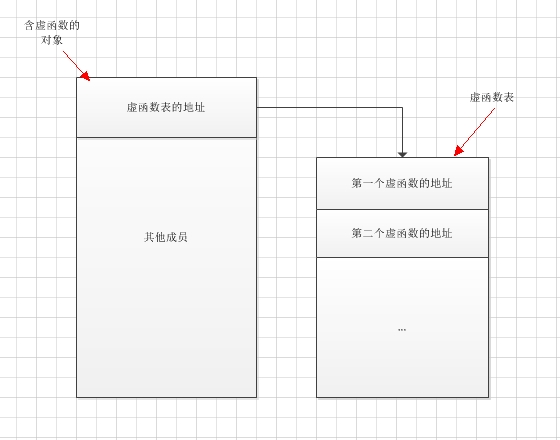 含虚函数的
对象
虚函数表的地址
虚函数表
第一个虚函数的地址
其他成员
第二个虚函数的地址
...